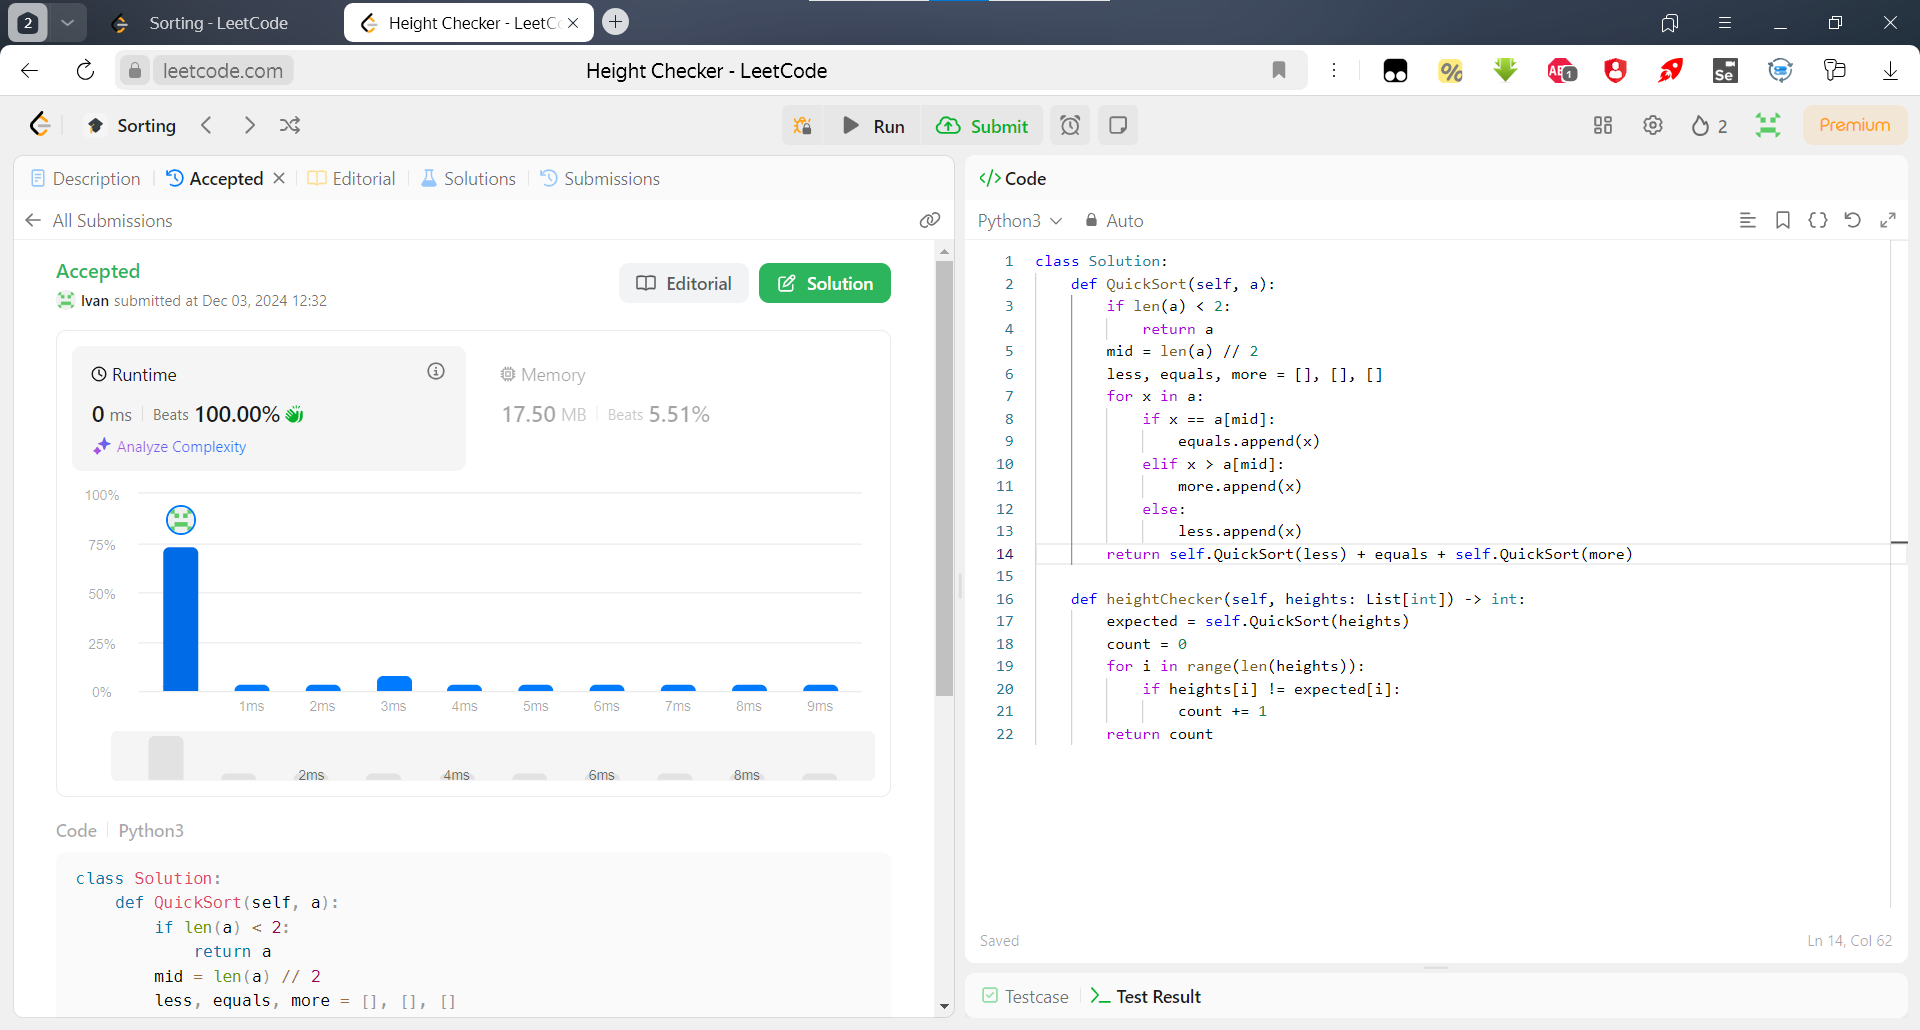 2
Sorting - LeetCode
Height Checker - LeetC
leetcode.com
Height Checker - LeetCode
%
1
Se
Sorting
Run
Submit
2
Premium
Description
Accepted
Editorial
Solutions
Submissions
All Submissions
Accepted
Ivan submitted at Dec 03, 2024 12:32
Editorial
Solution
Runtime
0 ms
Beats 100.00%
Analyze Complexity
Memory
17.50 MB
Beats 5.51%
100%
75%
50%
25%
0%
1ms 2ms 3ms 4ms 5ms 6ms 7ms 8ms 9ms
2ms 4ms 6ms 8ms
Code
Python3
class Solution:
    def QuickSort(self, a):
        if len(a) < 2:
            return a
        mid = len(a) // 2
        less, equals, more = [], [], []
</> Code
Python3
Auto
1 class Solution:
2     def QuickSort(self, a):
3         if len(a) < 2:
4             return a
5         mid = len(a) // 2
6         less, equals, more = [], [], []
7         for x in a:
8             if x == a[mid]:
9                 equals.append(x)
10             elif x > a[mid]:
11                 more.append(x)
12             else:
13                 less.append(x)
14         return self.QuickSort(less) + equals + self.QuickSort(more)
15
16     def heightChecker(self, heights: List[int]) -> int:
17         expected = self.QuickSort(heights)
18         count = 0
19         for i in range(len(heights)):
20             if heights[i] != expected[i]:
21                 count += 1
22         return count
Saved
Ln 14, Col 62
Testcase
Test Result